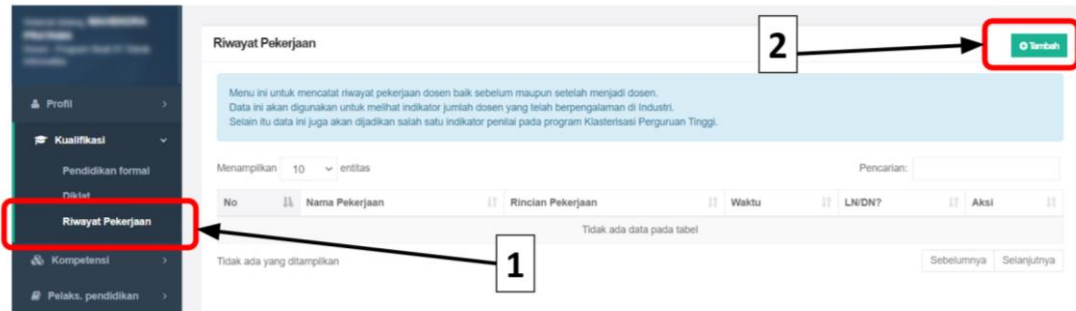 Riwayat Pekerjaan
2
Tambah
Menu ini untuk mencatat riwayat pekerjaan dosen baik sebelum maupun setelah menjadi dosen.
Data ini akan digunakan untuk melihat indikator jumlah dosen yang telah berpengalaman di Industri.
Selain itu data ini juga akan dijadikan salah satu indikator penilai pada program Klasterisasi Perguruan Tinggi.
Profil
Kualifikasi
Pendidikan formal
Diklat
Riwayat Pekerjaan
Kompetensi
Pelaks. pendidikan
Menampilkan 10 entitas
Pencarian:
No Nama Pekerjaan Rincian Pekerjaan Waktu LN/DN? Aksi
Tidak ada data pada tabel
1
Tidak ada yang ditampilkan
Sebelumnya Selanjutnya